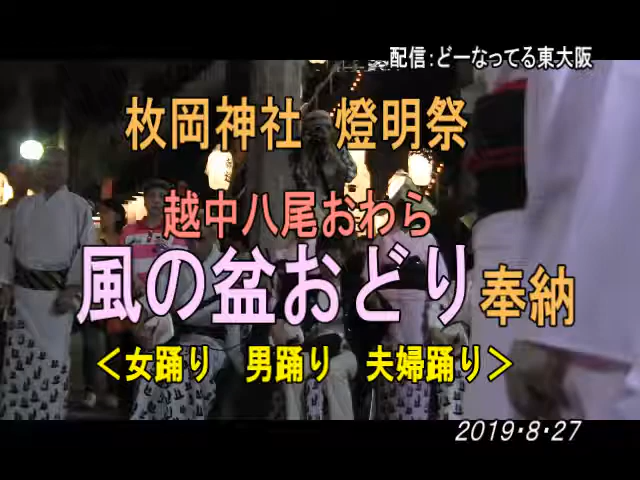 配信:どーなってる東大阪
枚岡神社 燈明祭
越中八尾おわら
風の盆おどり奉納
＜女踊り 男踊り 夫婦踊り＞
2019・8・27